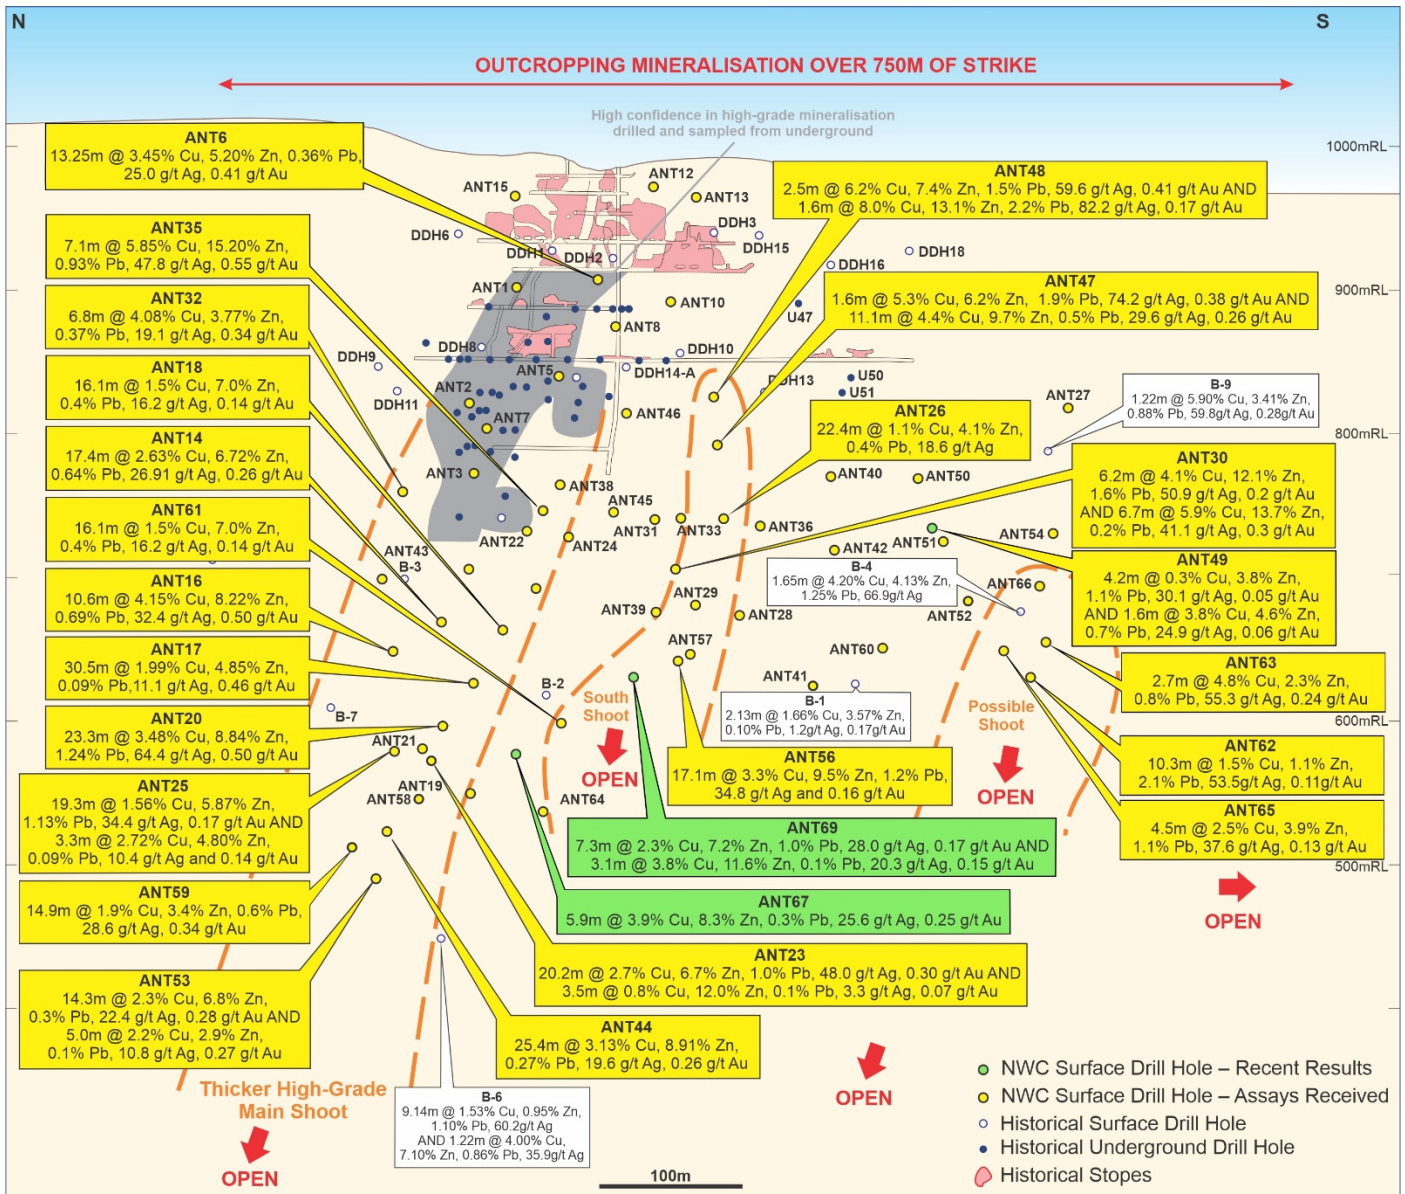 N
S
OUTCROPPING MINERALISATION OVER 750M OF STRIKE
High confidence in high-grade mineralisation
drilled and sampled from underground
1000mRL
900mRL
800mRL
600mRL
500mRL
ANT6
13.25m @ 3.45% Cu, 5.20% Zn, 0.36% Pb,
25.0 g/t Ag, 0.41 g/t Au
ANT35
7.1m @ 5.85% Cu, 15.20% Zn,
0.93% Pb, 47.8 g/t Ag, 0.55 g/t Au
ANT32
6.8m @ 4.08% Cu, 3.77% Zn,
0.37% Pb, 19.1 g/t Ag, 0.34 g/t Au
ANT18
16.1m @ 1.5% Cu, 7.0% Zn,
0.4% Pb, 16.2 g/t Ag, 0.14 g/t Au
ANT14
17.4m @ 2.63% Cu, 6.72% Zn,
0.64% Pb, 26.91 g/t Ag, 0.26 g/t Au
ANT61
16.1m @ 1.5% Cu, 7.0% Zn,
0.4% Pb, 16.2 g/t Ag, 0.14 g/t Au
ANT16
10.6m @ 4.15% Cu, 8.22% Zn,
0.69% Pb, 32.4 g/t Ag, 0.50 g/t Au
ANT17
30.5m @ 1.99% Cu, 4.85% Zn,
0.09% Pb,11.1 g/t Ag, 0.46 g/t Au
ANT20
23.3m @ 3.48% Cu, 8.84% Zn,
1.24% Pb, 64.4 g/t Ag, 0.50 g/t Au
ANT25
19.3m @ 1.56% Cu, 5.87% Zn,
1.13% Pb, 34.4 g/t Ag, 0.17 g/t Au AND
3.3m @ 2.72% Cu, 4.80% Zn,
0.09% Pb, 10.4 g/t Ag and 0.14 g/t Au
ANT59
14.9m @ 1.9% Cu, 3.4% Zn, 0.6% Pb,
28.6 g/t Ag, 0.34 g/t Au
ANT53
14.3m @ 2.3% Cu, 6.8% Zn,
0.3% Pb, 22.4 g/t Ag, 0.28 g/t Au AND
5.0m @ 2.2% Cu, 2.9% Zn,
0.1% Pb, 10.8 g/t Ag, 0.27 g/t Au
ANT48
2.5m @ 6.2% Cu, 7.4% Zn, 1.5% Pb, 59.6 g/t Ag, 0.41 g/t Au AND
1.6m @ 8.0% Cu, 13.1% Zn, 2.2% Pb, 82.2 g/t Ag, 0.17 g/t Au
ANT47
1.6m @ 5.3% Cu, 6.2% Zn, 1.9% Pb, 74.2 g/t Ag, 0.38 g/t Au AND
11.1m @ 4.4% Cu, 9.7% Zn, 0.5% Pb, 29.6 g/t Ag, 0.26 g/t Au
ANT26
22.4m @ 1.1% Cu, 4.1% Zn,
0.4% Pb, 18.6 g/t Ag
B-9
1.22m @ 5.90% Cu, 3.41% Zn,
0.88% Pb, 59.8g/t Ag, 0.28g/t Au
ANT30
6.2m @ 4.1% Cu, 12.1% Zn,
1.6% Pb, 50.9 g/t Ag, 0.2 g/t Au
AND 6.7m @ 5.9% Cu, 13.7% Zn,
0.2% Pb, 41.1 g/t Ag, 0.3 g/t Au
ANT49
4.2m @ 0.3% Cu, 3.8% Zn,
1.1% Pb, 30.1 g/t Ag, 0.05 g/t Au
AND 1.6m @ 3.8% Cu, 4.6% Zn,
0.7% Pb, 24.9 g/t Ag, 0.06 g/t Au
ANT63
2.7m @ 4.8% Cu, 2.3% Zn,
0.8% Pb, 55.3 g/t Ag, 0.24 g/t Au
ANT62
10.3m @ 1.5% Cu, 1.1% Zn,
2.1% Pb, 53.5g/t Ag, 0.11g/t Au
ANT65
4.5m @ 2.5% Cu, 3.9% Zn,
1.1% Pb, 37.6 g/t Ag, 0.13 g/t Au
B-4
1.65m @ 4.20% Cu, 4.13% Zn,
1.25% Pb, 66.9g/t Ag
B-1
2.13m @ 1.66% Cu, 3.57% Zn,
0.10% Pb, 1.2g/t Ag, 0.17g/t Au
ANT56
17.1m @ 3.3% Cu, 9.5% Zn, 1.2% Pb,
34.8 g/t Ag and 0.16 g/t Au
ANT69
7.3m @ 2.3% Cu, 7.2% Zn, 1.0% Pb, 28.0 g/t Ag, 0.17 g/t Au AND
3.1m @ 3.8% Cu, 11.6% Zn, 0.1% Pb, 20.3 g/t Ag, 0.15 g/t Au
ANT67
5.9m @ 3.9% Cu, 8.3% Zn, 0.3% Pb, 25.6 g/t Ag, 0.25 g/t Au
ANT23
20.2m @ 2.7% Cu, 6.7% Zn, 1.0% Pb, 48.0 g/t Ag, 0.30 g/t Au AND
3.5m @ 0.8% Cu, 12.0% Zn, 0.1% Pb, 3.3 g/t Ag, 0.07 g/t Au
ANT44
25.4m @ 3.13% Cu, 8.91% Zn,
0.27% Pb, 19.6 g/t Ag, 0.26 g/t Au
B-6
9.14m @ 1.53% Cu, 0.95% Zn,
1.10% Pb, 60.2g/t Ag
AND 1.22m @ 4.00% Cu,
7.10% Zn, 0.86% Pb, 35.9g/t Ag
ANT15
ANT12
ANT13
DDH6
DDH1
DDH2
DDH3
DDH15
DDH16
DDH18
ANT1
ANT10
ANT8
U47
DDH9
DDH8
DDH10
DDH14-A
DDH13
U50
U51
DDH11
ANT5
ANT2
ANT7
ANT46
ANT27
ANT3
ANT38
ANT45
ANT31
ANT33
ANT36
ANT40
ANT50
ANT22
ANT24
ANT42
ANT51
ANT54
ANT43
B-3
ANT66
ANT39
ANT29
ANT28
ANT52
ANT57
ANT60
ANT41
B-2
B-7
ANT21
ANT19
ANT58
ANT64
South
Shoot
OPEN
Possible
Shoot
OPEN
OPEN
OPEN
Thicker High-Grade
Main Shoot
OPEN
100m
NWC Surface Drill Hole – Recent Results
NWC Surface Drill Hole – Assays Received
Historical Surface Drill Hole
Historical Underground Drill Hole
Historical Stopes